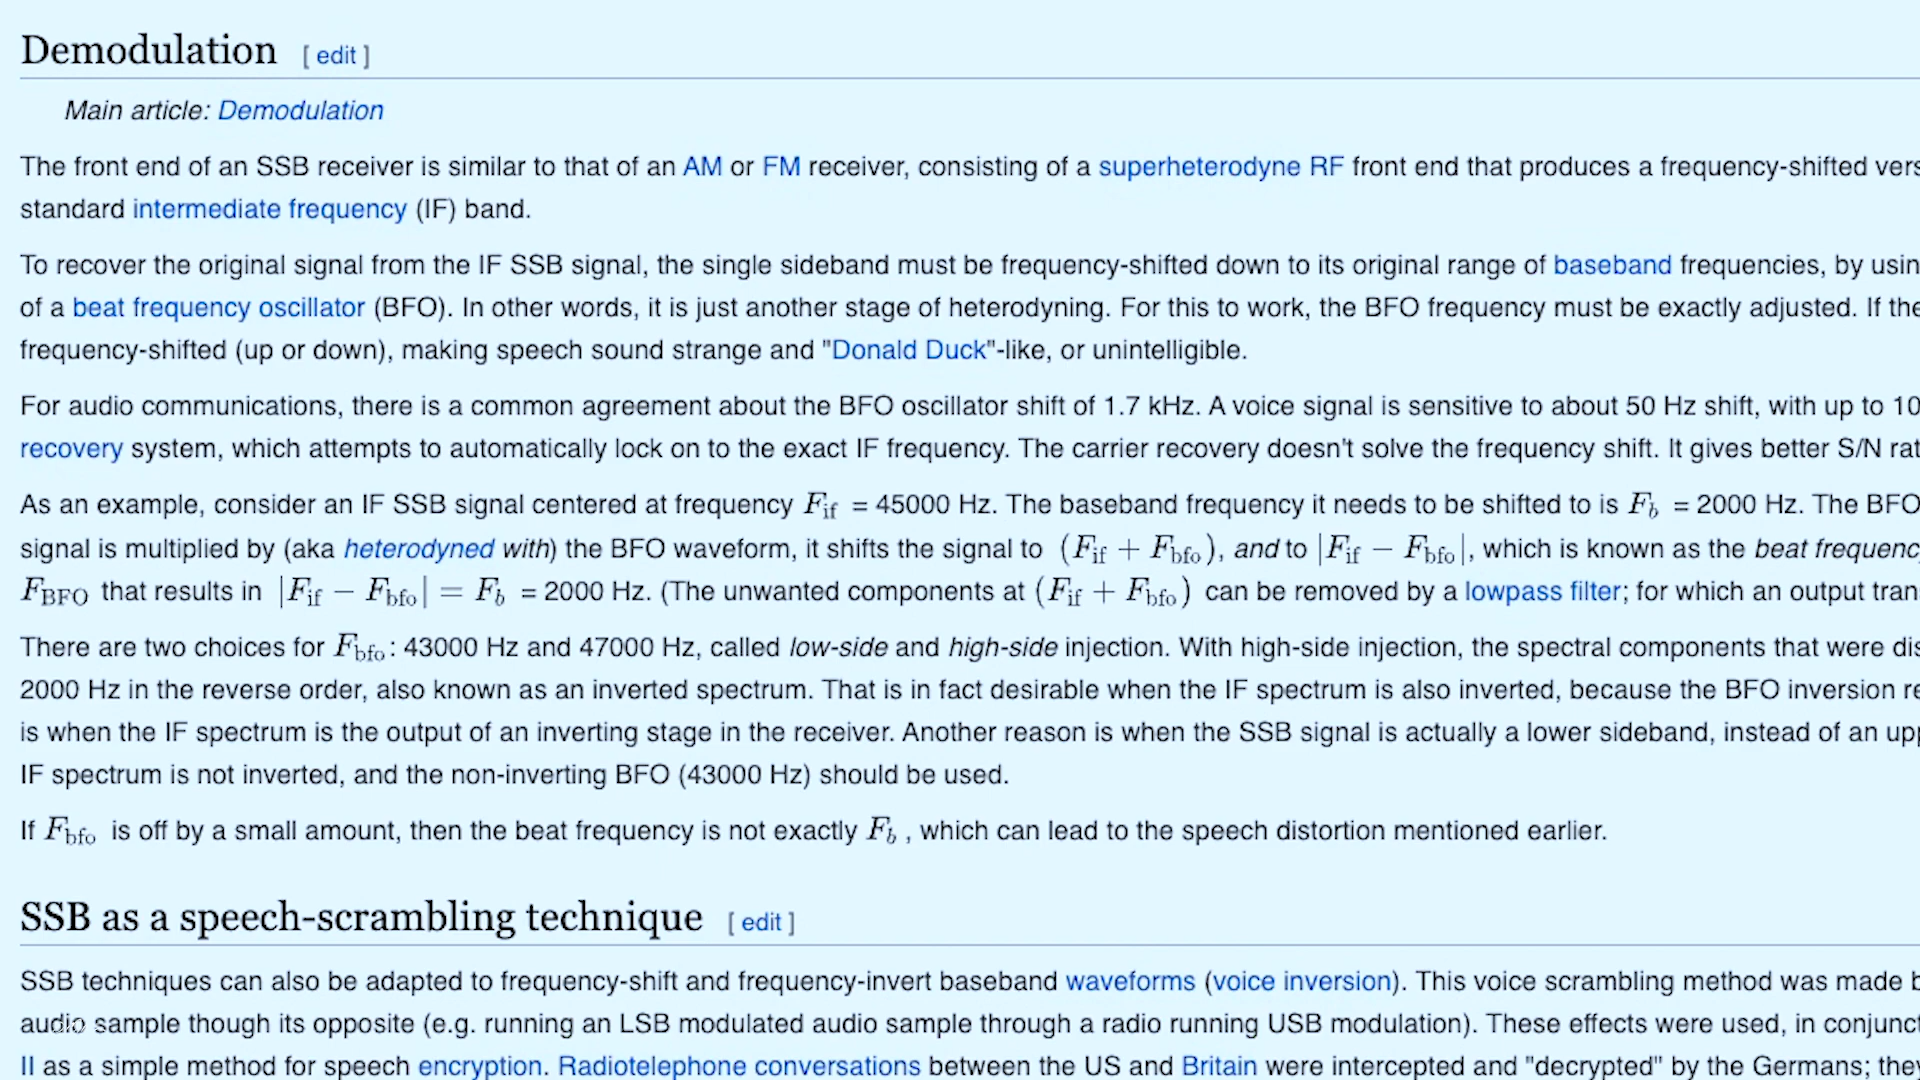 Demodulation [ edit ]
Main article: Demodulation
The front end of an SSB receiver is similar to that of an AM or FM receiver, consisting of a superheterodyne RF front end that produces a frequency-shifted vers
standard intermediate frequency (IF) band.
To recover the original signal from the IF SSB signal, the single sideband must be frequency-shifted down to its original range of baseband frequencies, by usin
of a beat frequency oscillator (BFO). In other words, it is just another stage of heterodyning. For this to work, the BFO frequency must be exactly adjusted. If the
frequency-shifted (up or down), making speech sound strange and "Donald Duck"-like, or unintelligible.
For audio communications, there is a common agreement about the BFO oscillator shift of 1.7 kHz. A voice signal is sensitive to about 50 Hz shift, with up to 10
recovery system, which attempts to automatically lock on to the exact IF frequency. The carrier recovery doesn't solve the frequency shift. It gives better S/N rat
As an example, consider an IF SSB signal centered at frequency F_if = 45000 Hz. The baseband frequency it needs to be shifted to is F_b = 2000 Hz. The BFO
signal is multiplied by (aka heterodyned with) the BFO waveform, it shifts the signal to (F_if + F_bfo), and to |F_if − F_bfo|, which is known as the beat frequenc
F_BFO that results in |F_if − F_bfo| = F_b = 2000 Hz. (The unwanted components at (F_if + F_bfo) can be removed by a lowpass filter; for which an output tran
There are two choices for F_bfo: 43000 Hz and 47000 Hz, called low-side and high-side injection. With high-side injection, the spectral components that were dis
2000 Hz in the reverse order, also known as an inverted spectrum. That is in fact desirable when the IF spectrum is also inverted, because the BFO inversion re
is when the IF spectrum is the output of an inverting stage in the receiver. Another reason is when the SSB signal is actually a lower sideband, instead of an upp
IF spectrum is not inverted, and the non-inverting BFO (43000 Hz) should be used.
If F_bfo is off by a small amount, then the beat frequency is not exactly F_b , which can lead to the speech distortion mentioned earlier.
SSB as a speech-scrambling technique [ edit ]
SSB techniques can also be adapted to frequency-shift and frequency-invert baseband waveforms (voice inversion). This voice scrambling method was made b
audio sample though its opposite (e.g. running an LSB modulated audio sample through a radio running USB modulation). These effects were used, in conjunct
II as a simple method for speech encryption. Radiotelephone conversations between the US and Britain were intercepted and "decrypted" by the Germans; they